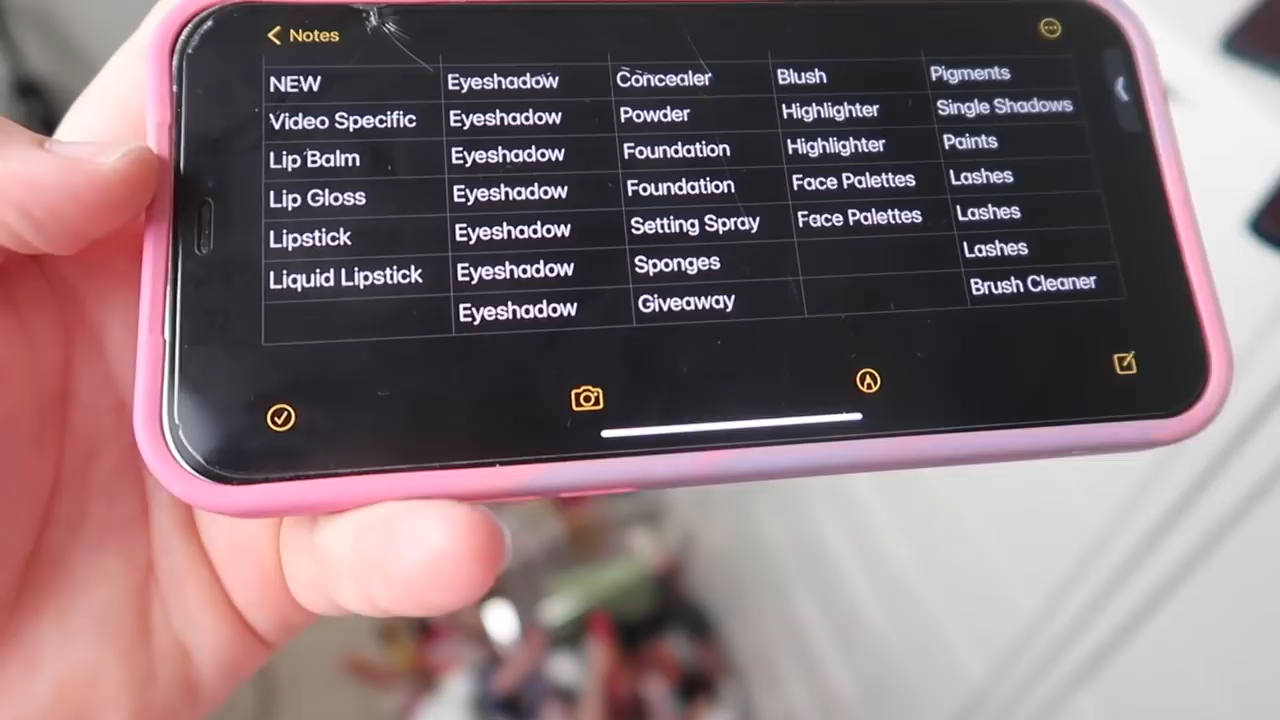 Notes
NEW Eyeshadow Concealer Blush Pigments
Video Specific Eyeshadow Powder Highlighter Single Shadows
Lip Balm Eyeshadow Foundation Highlighter Paints
Lip Gloss Eyeshadow Foundation Face Palettes Lashes
Lipstick Eyeshadow Setting Spray Face Palettes Lashes
Liquid Lipstick Eyeshadow Sponges Lashes
Eyeshadow Giveaway Brush Cleaner